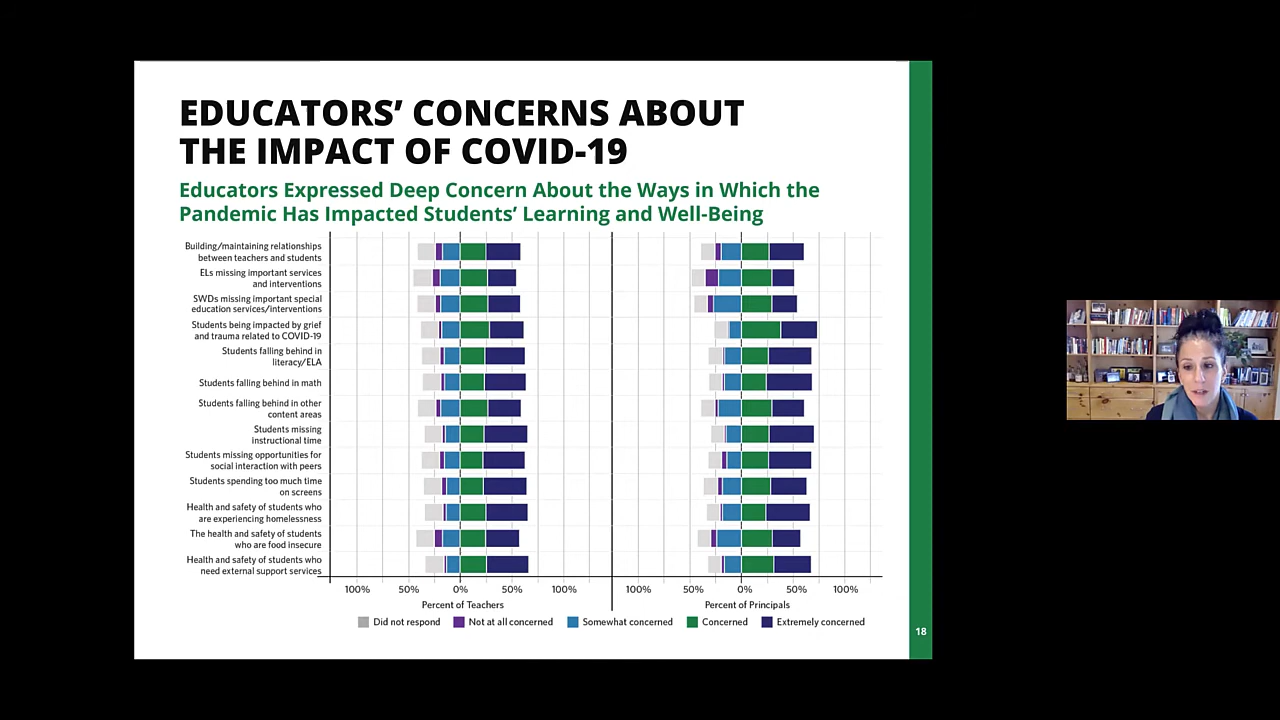 EDUCATORS’ CONCERNS ABOUT
THE IMPACT OF COVID-19
Educators Expressed Deep Concern About the Ways in Which the
Pandemic Has Impacted Students’ Learning and Well-Being
Building/maintaining relationships
between teachers and students
ELs missing important services
and interventions
SWDs missing important special
education services/interventions
Students being impacted by grief
and trauma related to COVID-19
Students falling behind in
literacy/ELA
Students falling behind in math
Students falling behind in other
content areas
Students missing
instructional time
Students missing opportunities for
social interaction with peers
Students spending too much time
on screens
Health and safety of students who
are experiencing homelessness
The health and safety of students
who are food insecure
Health and safety of students who
need external support services
100% 50% 0% 50% 100% 100% 50% 0% 50% 100%
Percent of Teachers Percent of Principals
Did not respond Not at all concerned Somewhat concerned Concerned Extremely concerned
18